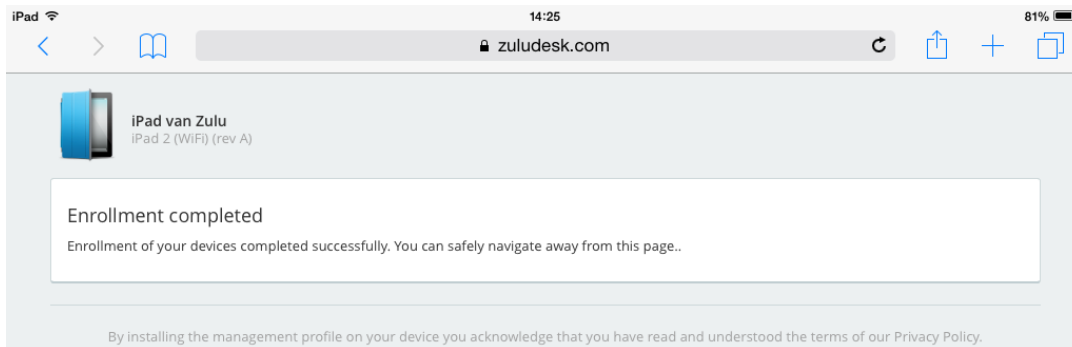 iPad 14:25 81%
zuludesk.com
iPad van Zulu
iPad 2 (WiFi) (rev A)
Enrollment completed
Enrollment of your devices completed successfully. You can safely navigate away from this page..
By installing the management profile on your device you acknowledge that you have read and understood the terms of our Privacy Policy.